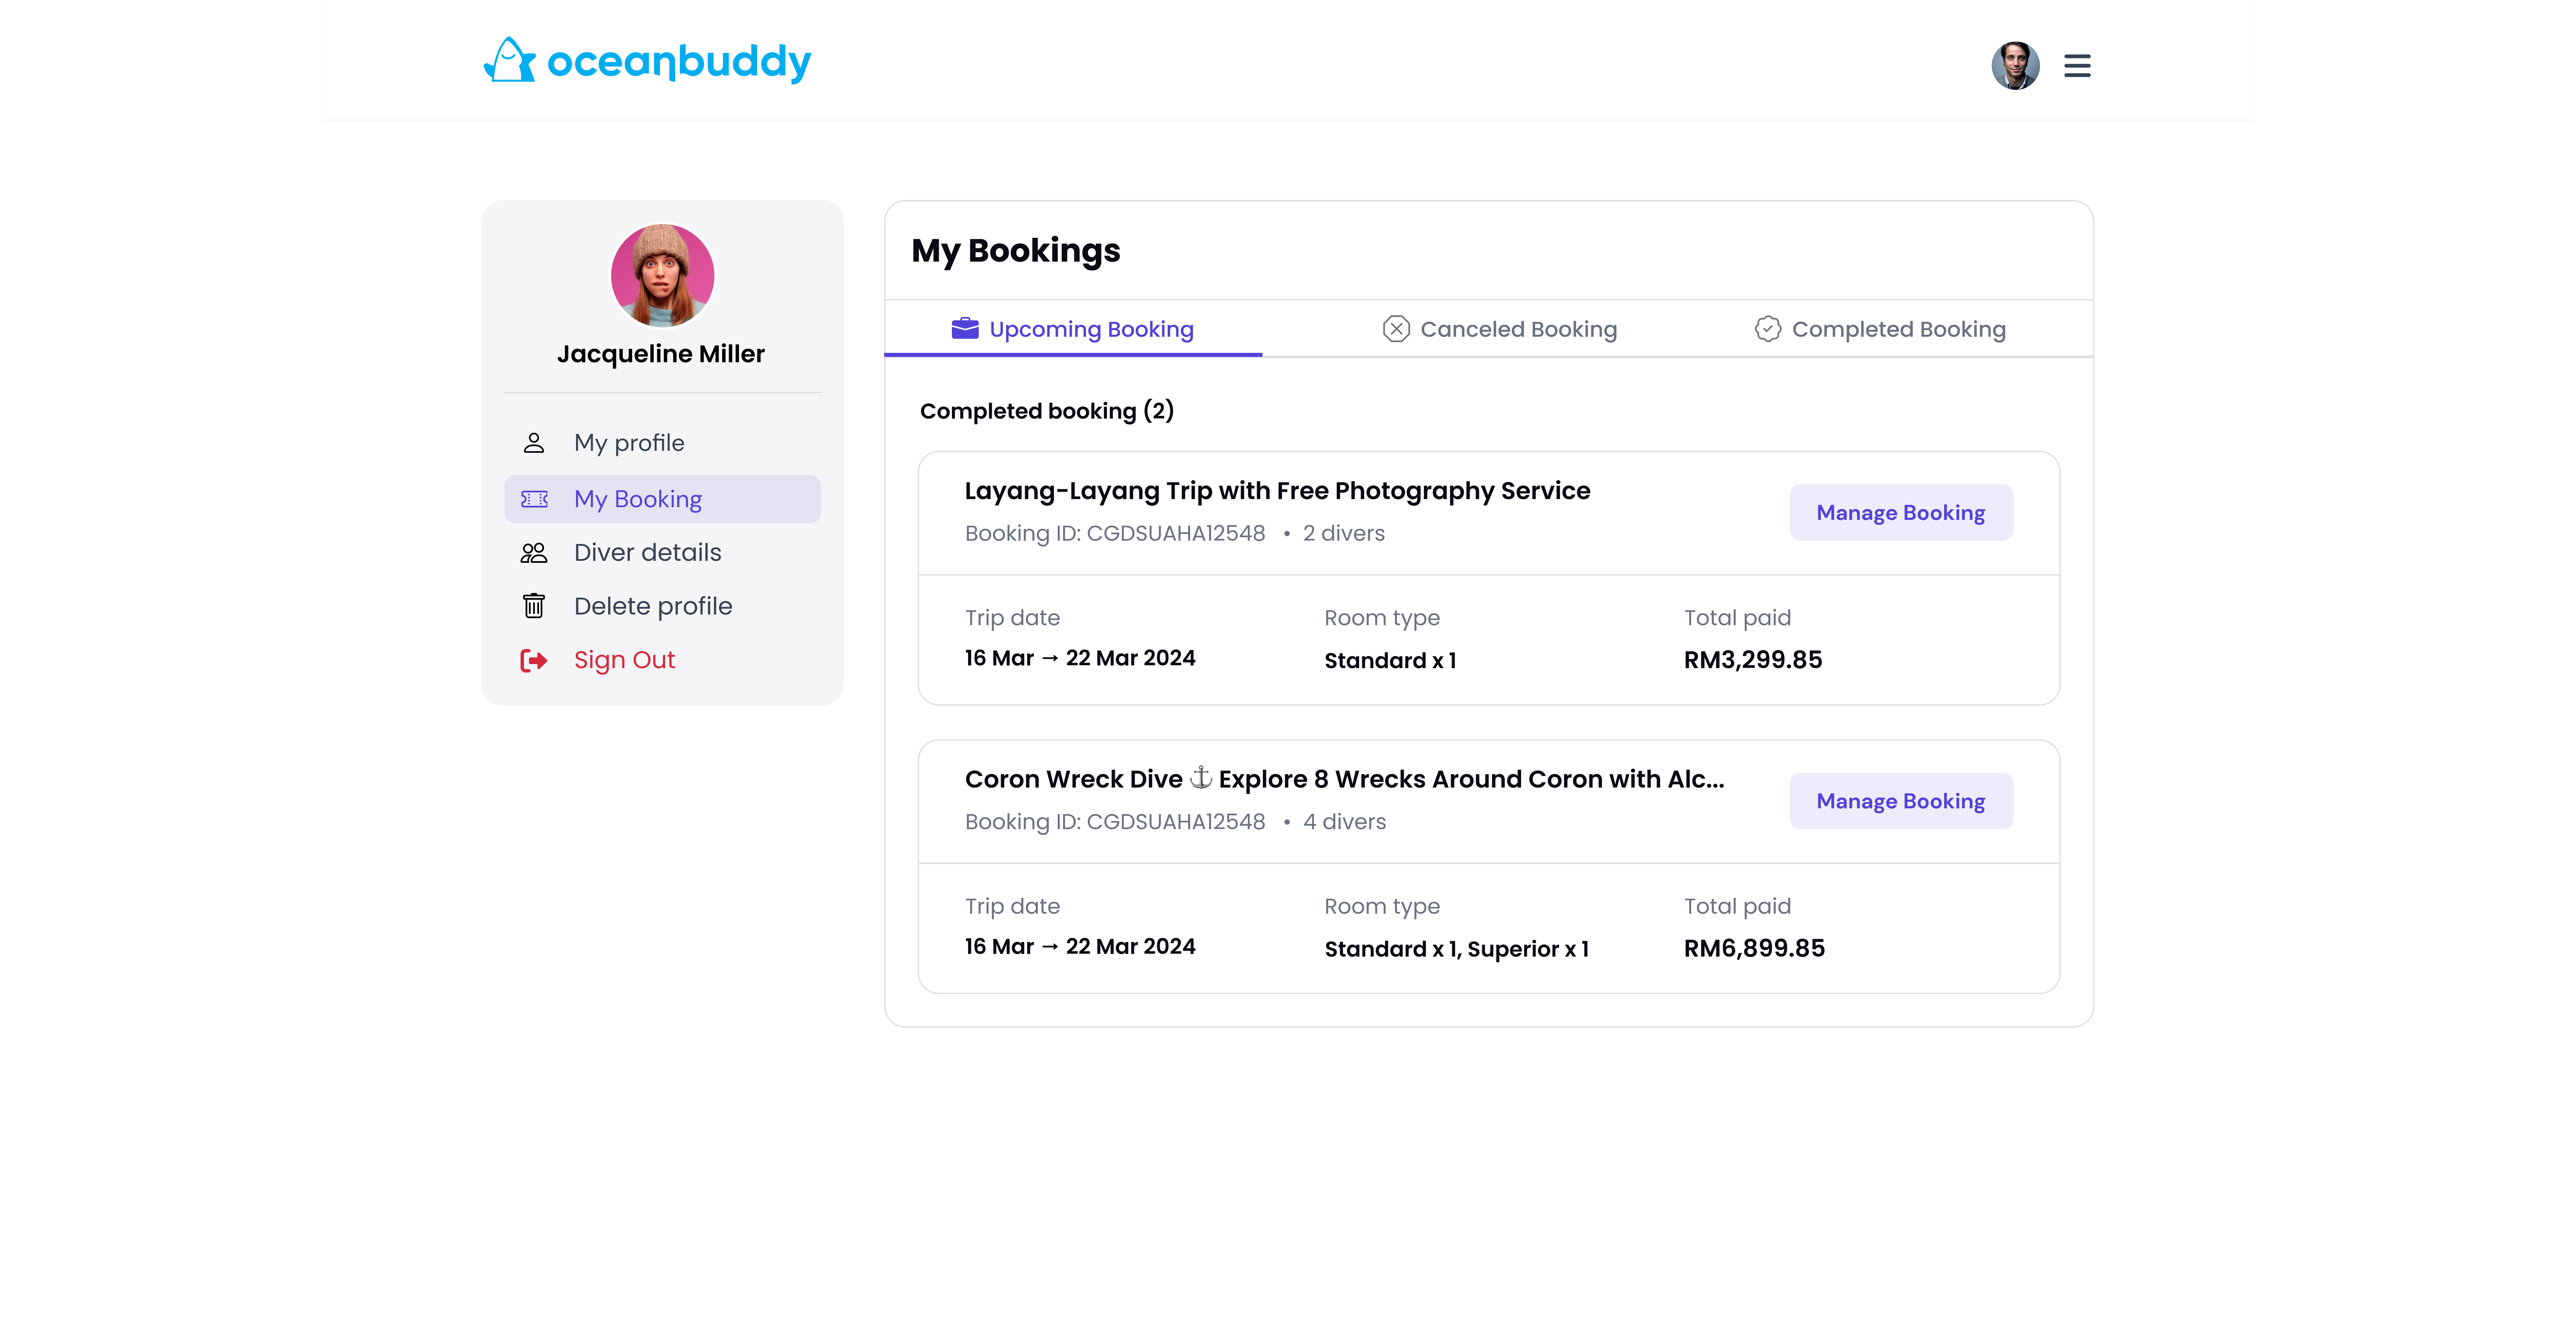 oceanbuddy
Jacqueline Miller
My profile
My Booking
Diver details
Delete profile
Sign Out
My Bookings
Upcoming Booking
Canceled Booking
Completed Booking
Completed booking (2)
Layang-Layang Trip with Free Photography Service
Booking ID: CGDSUAHA12548 • 2 divers
Manage Booking
Trip date
16 Mar → 22 Mar 2024
Room type
Standard x 1
Total paid
RM3,299.85
Coron Wreck Dive ⚓ Explore 8 Wrecks Around Coron with Alc...
Booking ID: CGDSUAHA12548 • 4 divers
Manage Booking
Trip date
16 Mar → 22 Mar 2024
Room type
Standard x 1, Superior x 1
Total paid
RM6,899.85